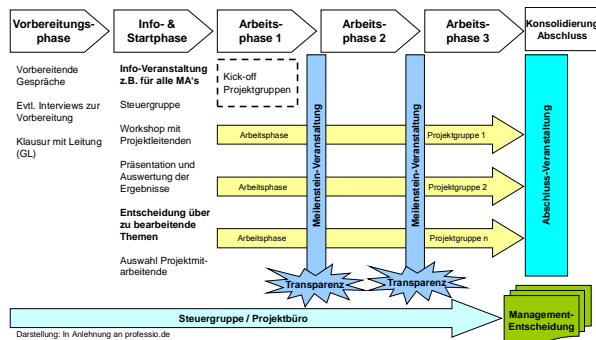 Vorbereitungs-
phase
Info- &
Startphase
Arbeits-
phase 1
Arbeits-
phase 2
Arbeits-
phase 3
Konsolidierung
Abschluss
Vorbereitende
Gespräche
Evtl. Interviews zur
Vorbereitung
Klausur mit Leitung
(GL)
Info-Veranstaltung
z.B. für alle MA's
Steuergruppe
Workshop mit
Projektleitenden
Präsentation und
Auswertung der
Ergebnisse
Entscheidung über
zu bearbeitende
Themen
Auswahl Projektmit-
arbeitende
Kick-off
Projektgruppen
Arbeitsphase
Projektgruppe 1
Arbeitsphase
Projektgruppe 2
Arbeitsphase
Projektgruppe n
Meilenstein-Veranstaltung
Meilenstein-Veranstaltung
Abschluss-Veranstaltung
Transparenz
Transparenz
Steuergruppe / Projektbüro
Management-
Entscheidung
Darstellung: In Anlehnung an professio.de